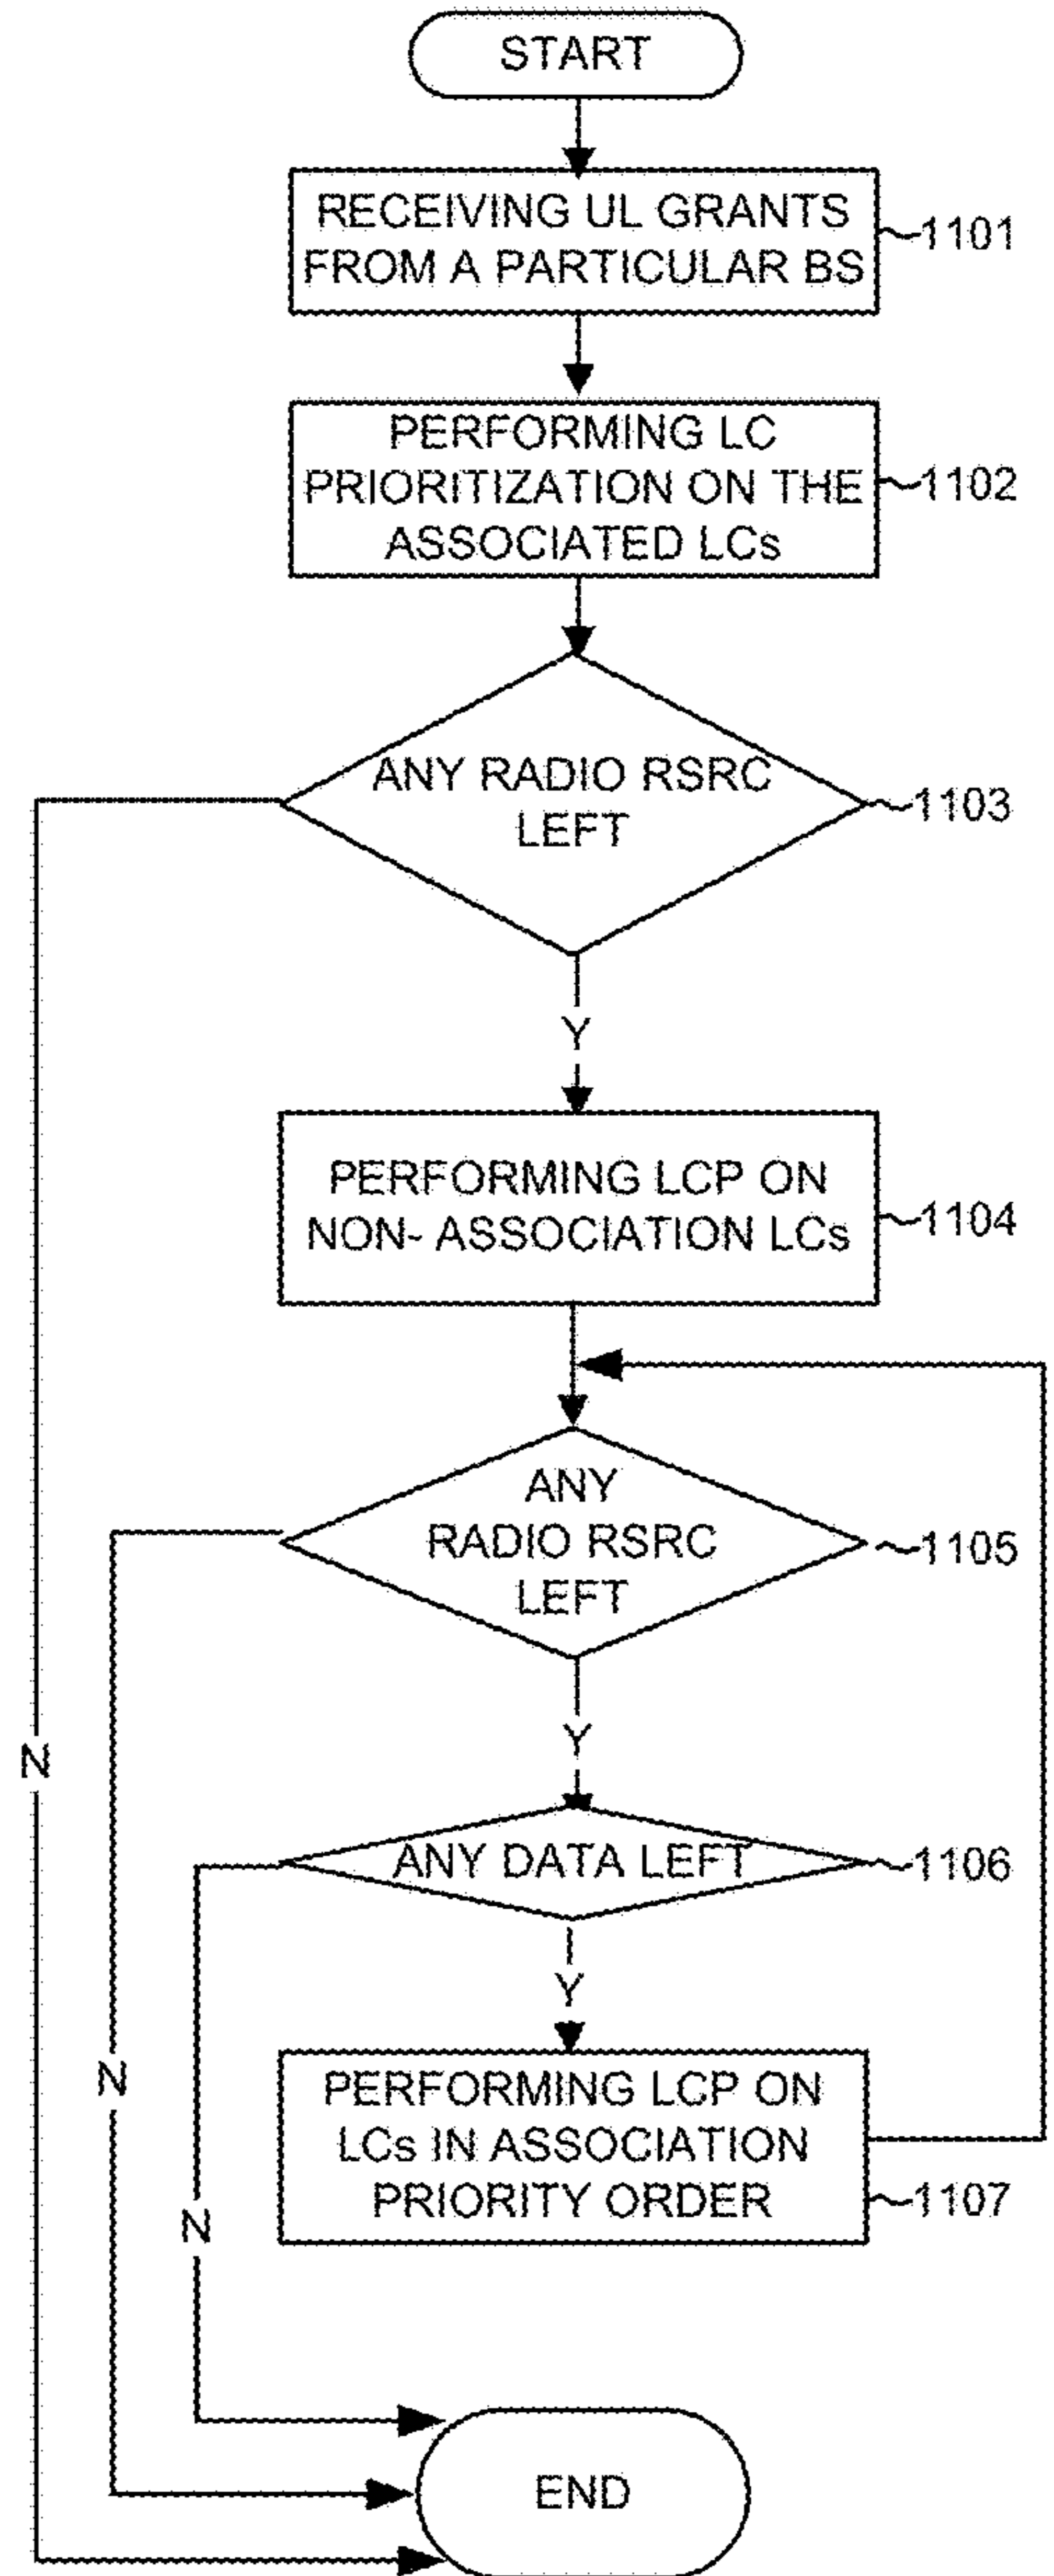 START
RECEIVING UL GRANTS
FROM A PARTICULAR BS
1101
PERFORMING LC
PRIORITIZATION ON THE
ASSOCIATED LCs
1102
ANY RADIO RSRC
LEFT
1103
Y
PERFORMING LCP ON
NON- ASSOCIATION LCs
1104
ANY
RADIO RSRC
LEFT
1105
Y
N
ANY DATA LEFT
1106
Y
N
PERFORMING LCP ON
LCs IN ASSOCIATION
PRIORITY ORDER
1107
N
END